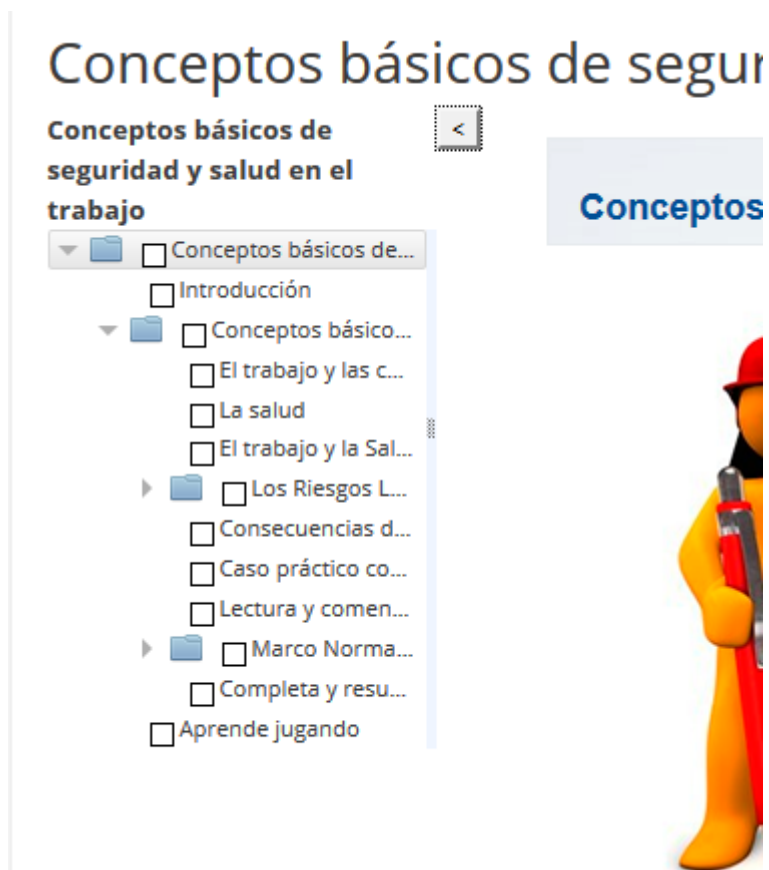 Conceptos básicos de segur
Conceptos básicos de
seguridad y salud en el
trabajo
<
Conceptos
Conceptos básicos de...
Introducción
Conceptos básico...
El trabajo y las c...
La salud
El trabajo y la Sal...
Los Riesgos L...
Consecuencias d...
Caso práctico co...
Lectura y comen...
Marco Norma...
Completa y resu...
Aprende jugando